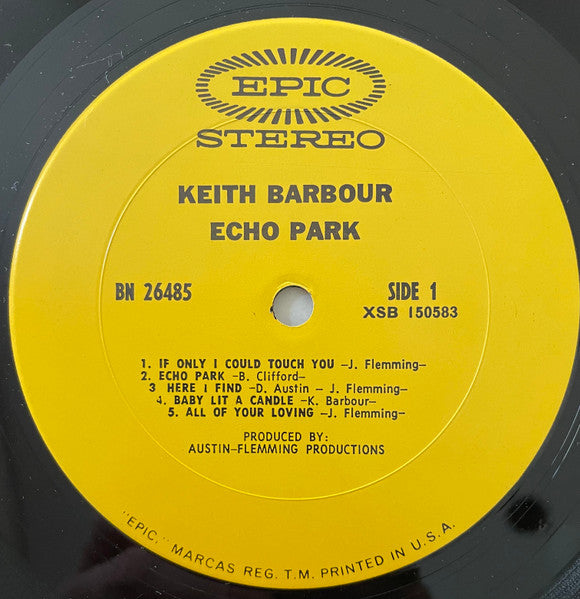 EPIC
STEREO
KEITH BARBOUR
ECHO PARK
BN 26485
SIDE 1
XSB 150583
1. IF ONLY I COULD TOUCH YOU –J. Flemming–
2. ECHO PARK –B. Clifford–
3 HERE I FIND –D. Austin – J. Flemming–
4. BABY LIT A CANDLE –K. Barbour–
5. ALL OF YOUR LOVING –J. Flemming–
PRODUCED BY:
AUSTIN–FLEMMING PRODUCTIONS
"EPIC," MARCAS REG. T.M. PRINTED IN U.S.A.